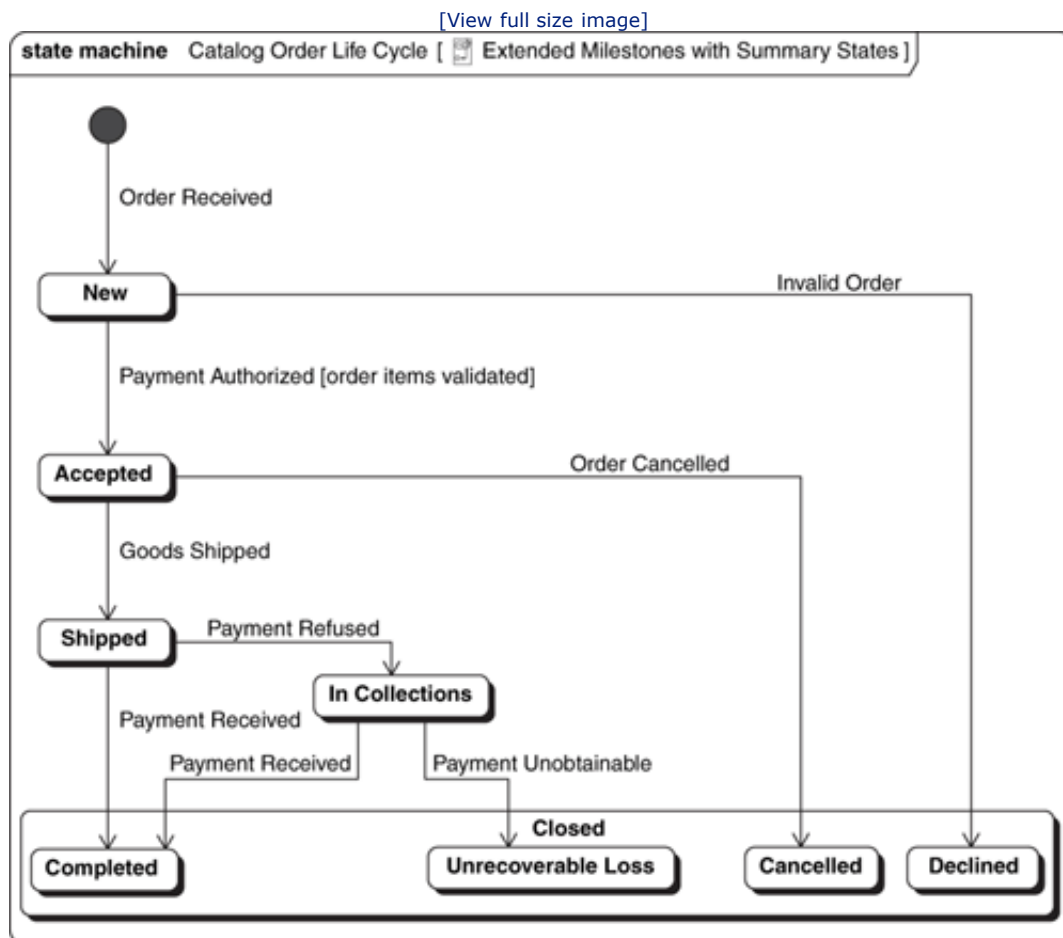 [View full size image]
state machine Catalog Order Life Cycle [ Extended Milestones with Summary States ]
Order Received
New
Invalid Order
Payment Authorized [order items validated]
Accepted
Order Cancelled
Goods Shipped
Shipped
Payment Refused
In Collections
Payment Received
Payment Received
Payment Unobtainable
Closed
Completed
Unrecoverable Loss
Cancelled
Declined